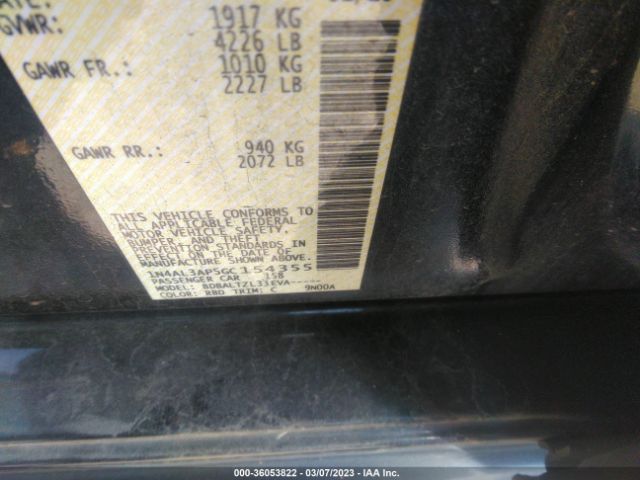 GVWR: 1917 KG
4226 LB
GAWR FR.: 1010 KG
2227 LB
GAWR RR.: 940 KG
2072 LB
THIS VEHICLE CONFORMS TO
ALL APPLICABLE FEDERAL
MOTOR VEHICLE SAFETY,
BUMPER, AND THEFT
PREVENTION STANDARDS IN
EFFECT ON THE DATE OF
MANUFACTURE SHOWN ABOVE.
1N4AL3AP5GC154355
PASSENGER CAR 158
MODEL: BDBALTZL33EVA-----
COLOR: RBD TRIM: C 9N00A
000-36053822 — 03/07/2023 — IAA Inc.